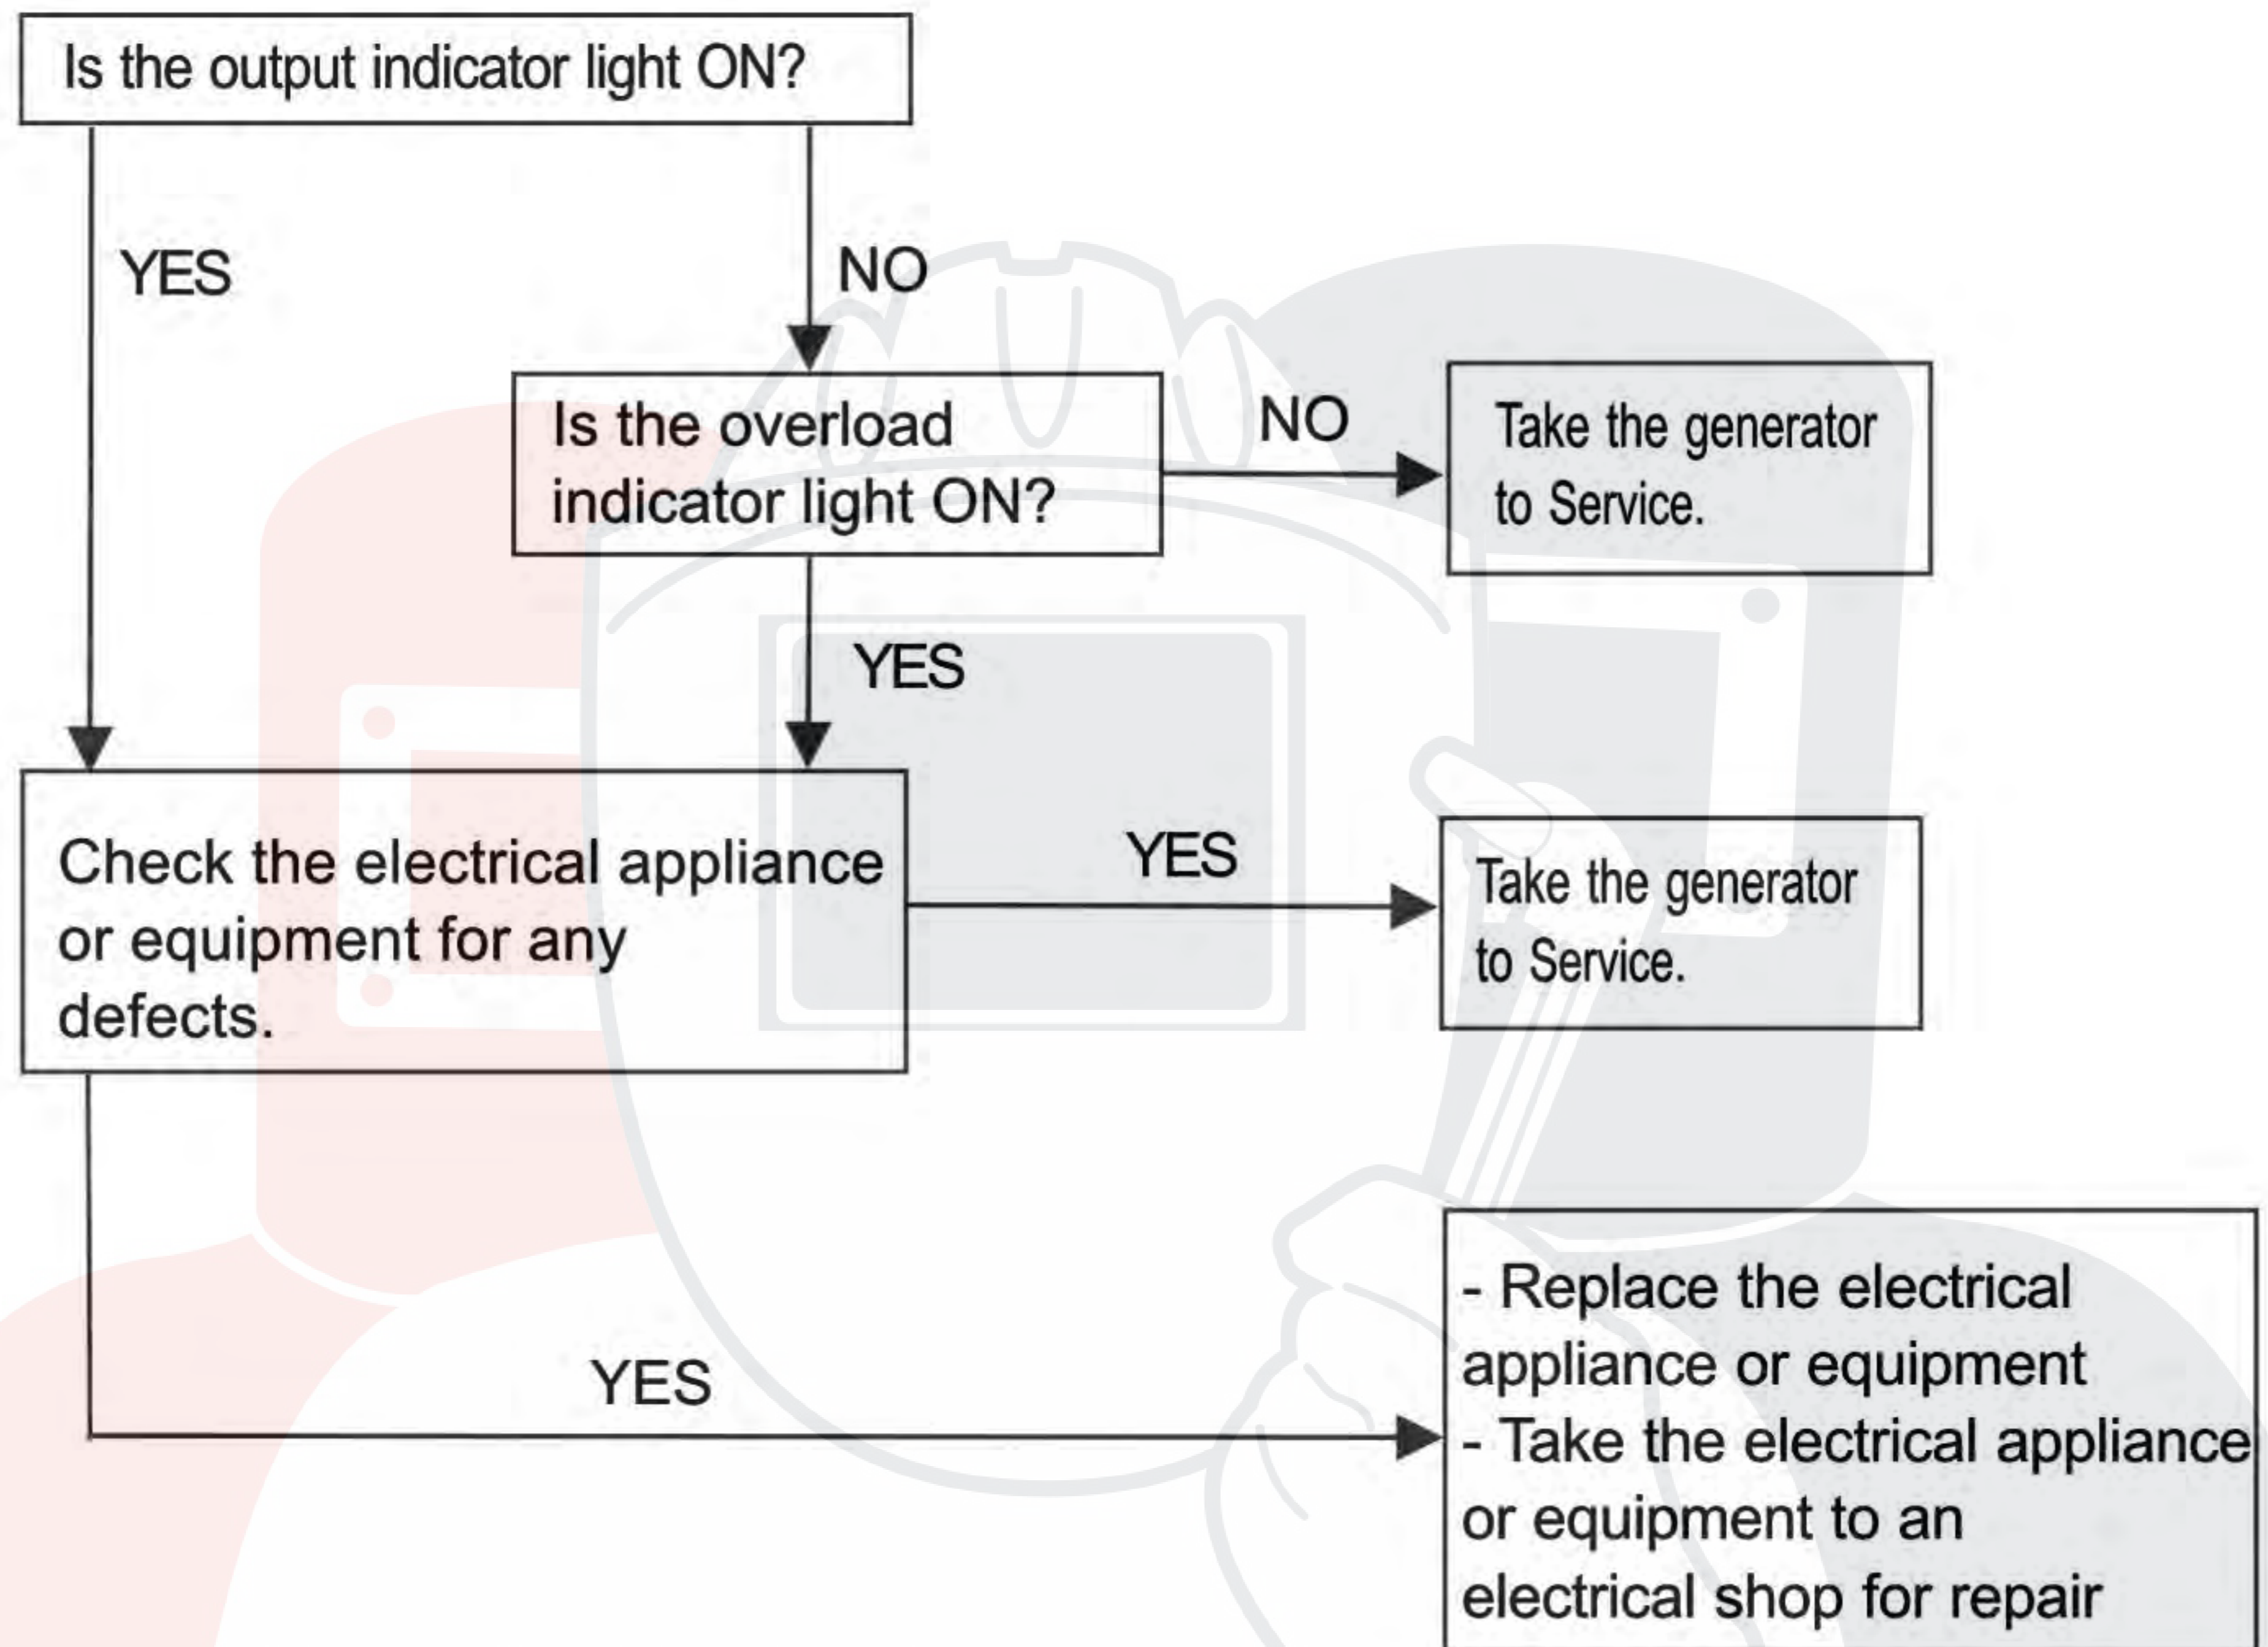 Is the output indicator light ON?
YES
NO
Is the overload
indicator light ON?
NO
Take the generator
to Service.
YES
Check the electrical appliance
or equipment for any
defects.
YES
Take the generator
to Service.
YES
- Replace the electrical
appliance or equipment
- Take the electrical appliance
or equipment to an
electrical shop for repair